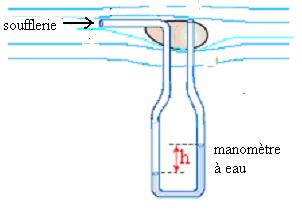 soufflerie
h
manomètre
à eau